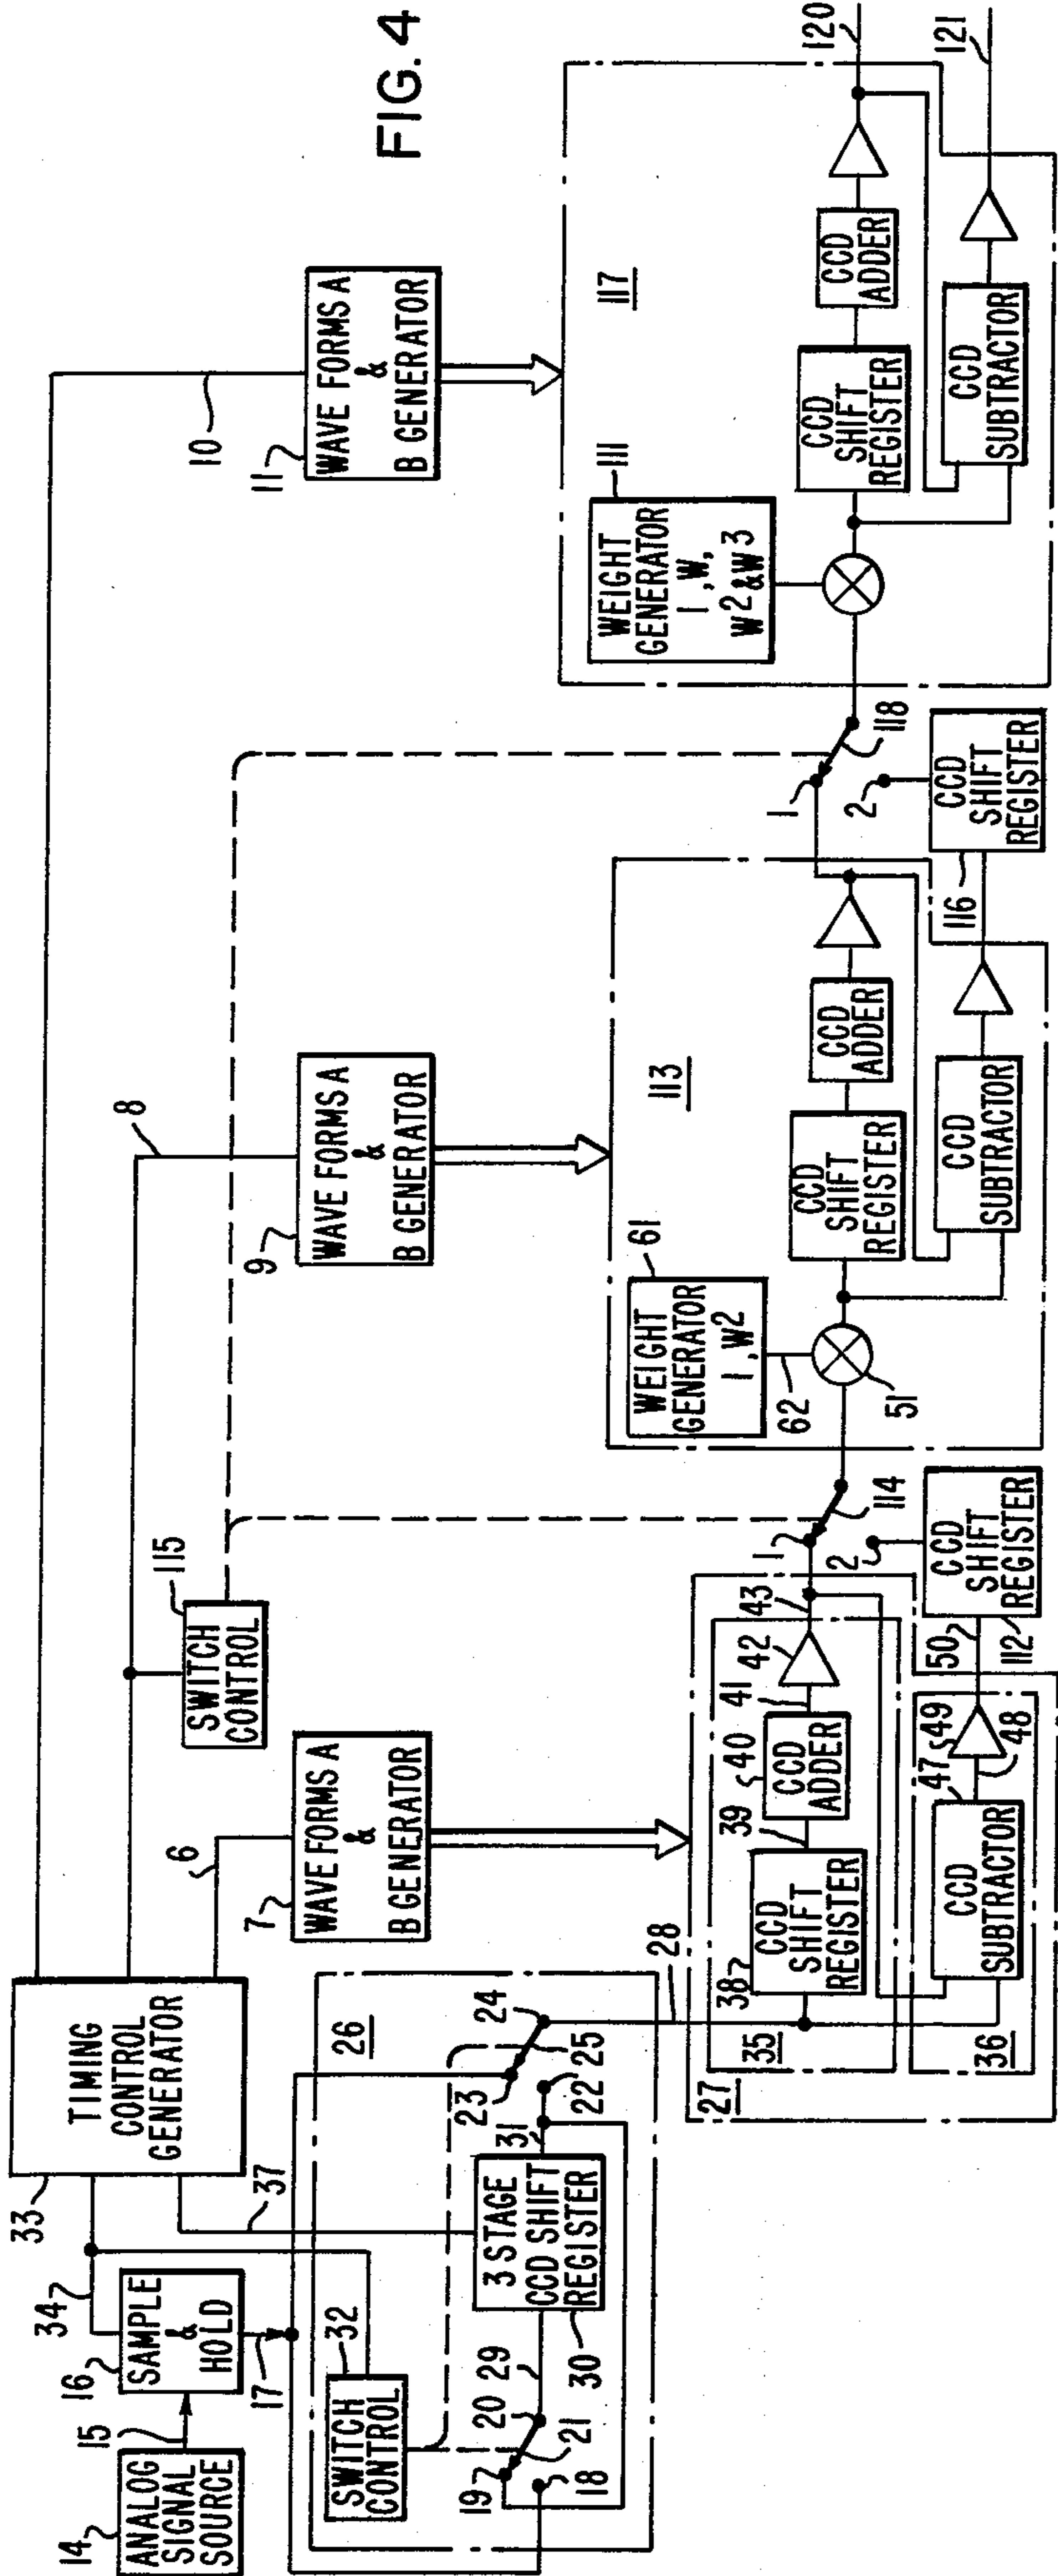 FIG. 4
14
ANALOG
SIGNAL
SOURCE
15
16
SAMPLE
&
HOLD
17
34
33
TIMING
CONTROL
GENERATOR
37
6
8
10
115
SWITCH
CONTROL
7
WAVE FORMS A
&
B GENERATOR
9
WAVE FORMS A
&
B GENERATOR
11
WAVE FORMS A
&
B GENERATOR
26
32
SWITCH
CONTROL
19
20
21
18
29
30
3 STAGE
CCD SHIFT
REGISTER
31
22
23
24
25
28
27
35
38
CCD
SHIFT
REGISTER
39
40
CCD
ADDER
41
42
43
36
CCD
SUBTRACTOR
47
48
49
50
112
CCD
SHIFT
REGISTER
1
2
114
113
61
WEIGHT
GENERATOR
1, W2
62
51
CCD
SHIFT
REGISTER
CCD
ADDER
CCD
SUBTRACTOR
116
CCD
SHIFT
REGISTER
1
2
118
117
111
WEIGHT
GENERATOR
1, W,
W2 & W3
CCD
SHIFT
REGISTER
CCD
ADDER
CCD
SUBTRACTOR
120
121